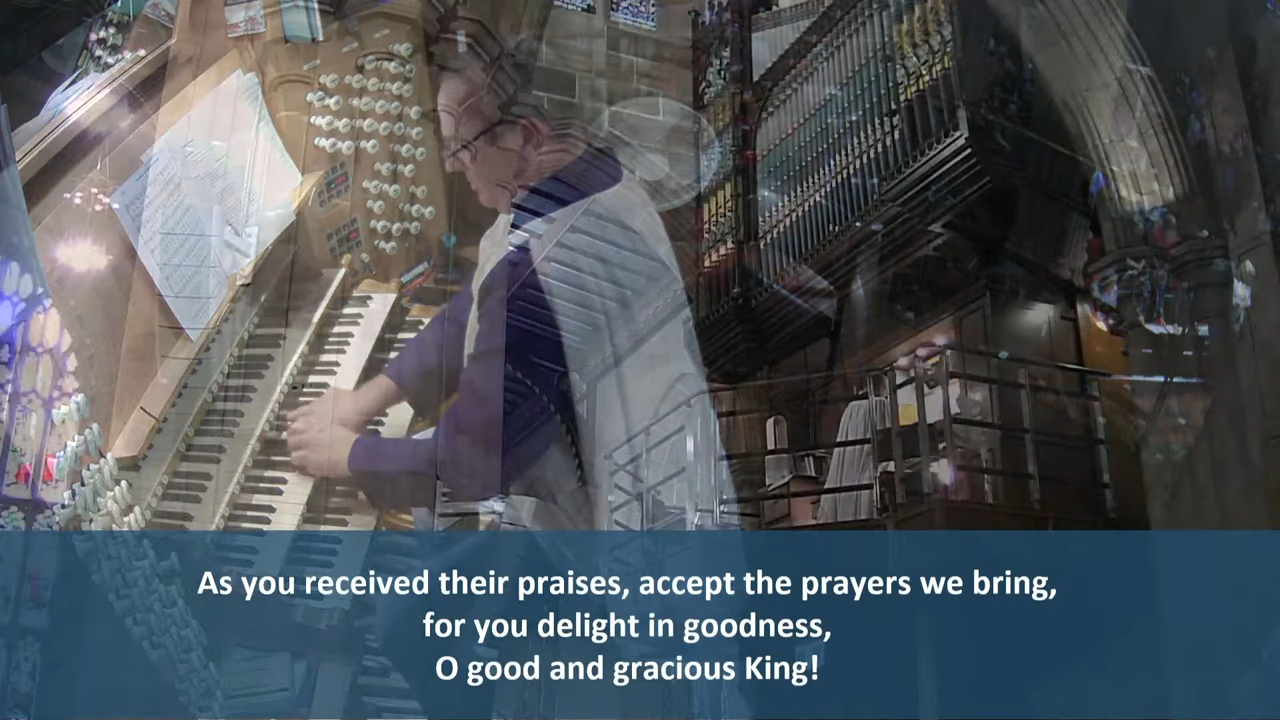 As you received their praises, accept the prayers we bring,
for you delight in goodness,
O good and gracious King!